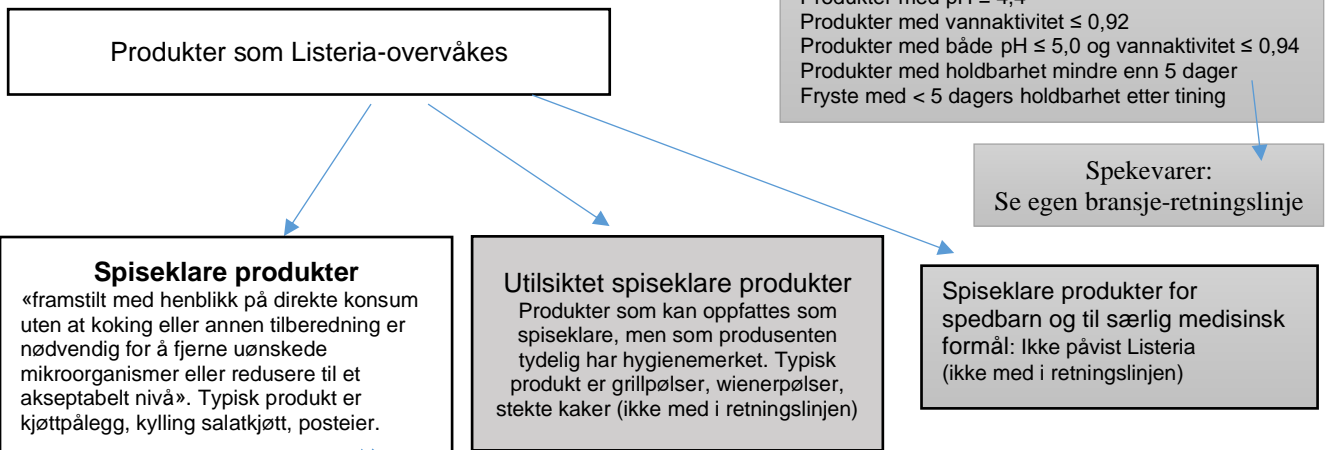 Produkter med pH ≤ 4,4
Produkter med vannaktivitet ≤ 0,92
Produkter med både pH ≤ 5,0 og vannaktivitet ≤ 0,94
Produkter med holdbarhet mindre enn 5 dager
Fryste med < 5 dagers holdbarhet etter tining
Produkter som Listeria-overvåkes
Spekevarer:
Se egen bransje-retningslinje
Spiseklare produkter
«framstilt med henblikk på direkte konsum
uten at koking eller annen tilberedning er
nødvendig for å fjerne uønskede
mikroorganismer eller redusere til et
akseptabelt nivå». Typisk produkt er
kjøttpålegg, kylling salatkjøtt, posteier.
Utilsiktet spiseklare produkter
Produkter som kan oppfattes som
spiseklare, men som produsenten
tydelig har hygienemerket. Typisk
produkt er grillpølser, wienerpølser,
stekte kaker (ikke med i retningslinjen)
Spiseklare produkter for
spedbarn og til særlig medisinsk
formål: Ikke påvist Listeria
(ikke med i retningslinjen)